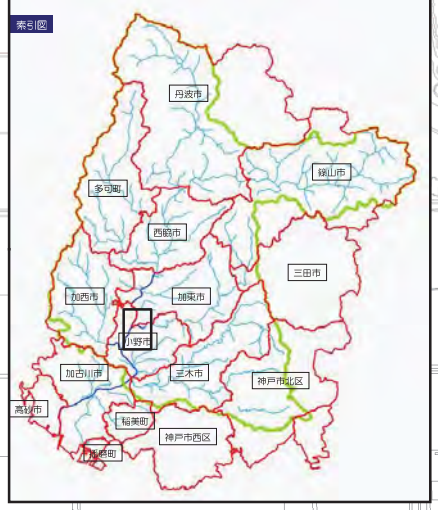 索引図
丹波市
篠山市
多可町
西脇市
三田市
加西市
加東市
小野市
加古川市
三木市
神戸市北区
高砂市
稲美町
神戸市西区
播磨町